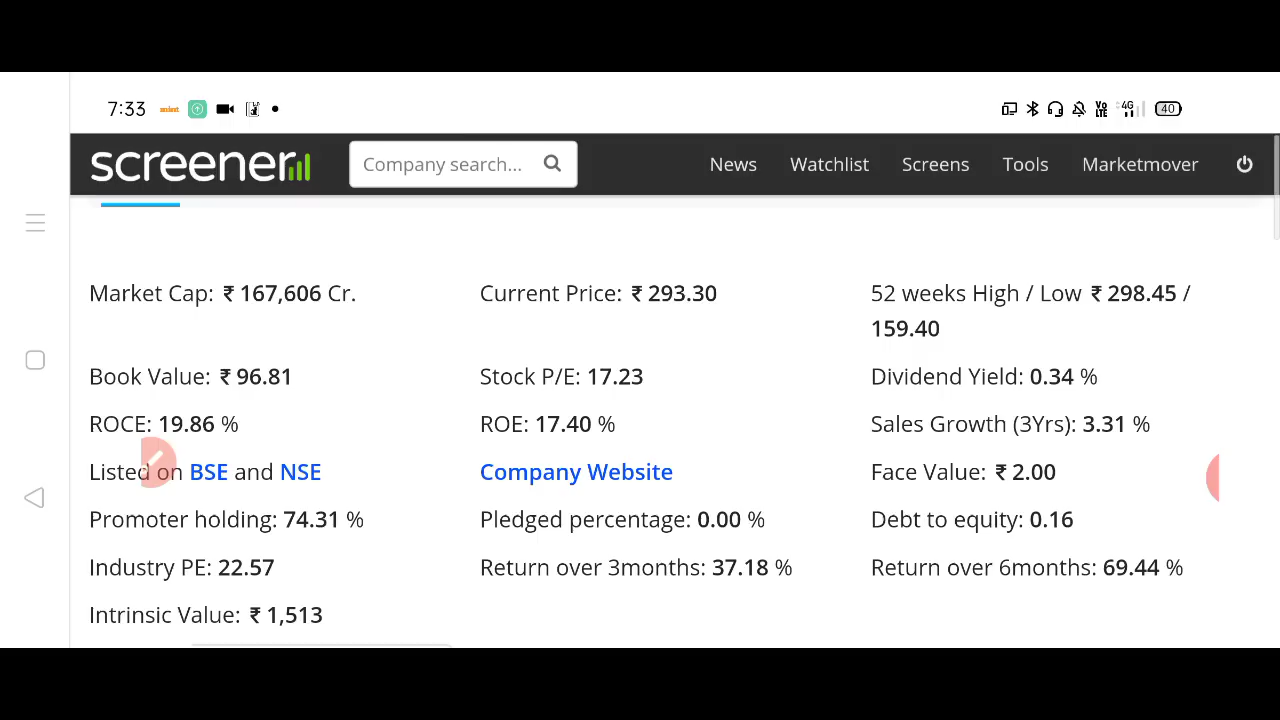 7:33
VoLTE 4G 40
screener Company search... News Watchlist Screens Tools Marketmover
Market Cap: ₹ 167,606 Cr. Current Price: ₹ 293.30 52 weeks High / Low ₹ 298.45 /
159.40
Book Value: ₹ 96.81 Stock P/E: 17.23 Dividend Yield: 0.34 %
ROCE: 19.86 % ROE: 17.40 % Sales Growth (3Yrs): 3.31 %
Listed on BSE and NSE Company Website Face Value: ₹ 2.00
Promoter holding: 74.31 % Pledged percentage: 0.00 % Debt to equity: 0.16
Industry PE: 22.57 Return over 3months: 37.18 % Return over 6months: 69.44 %
Intrinsic Value: ₹ 1,513